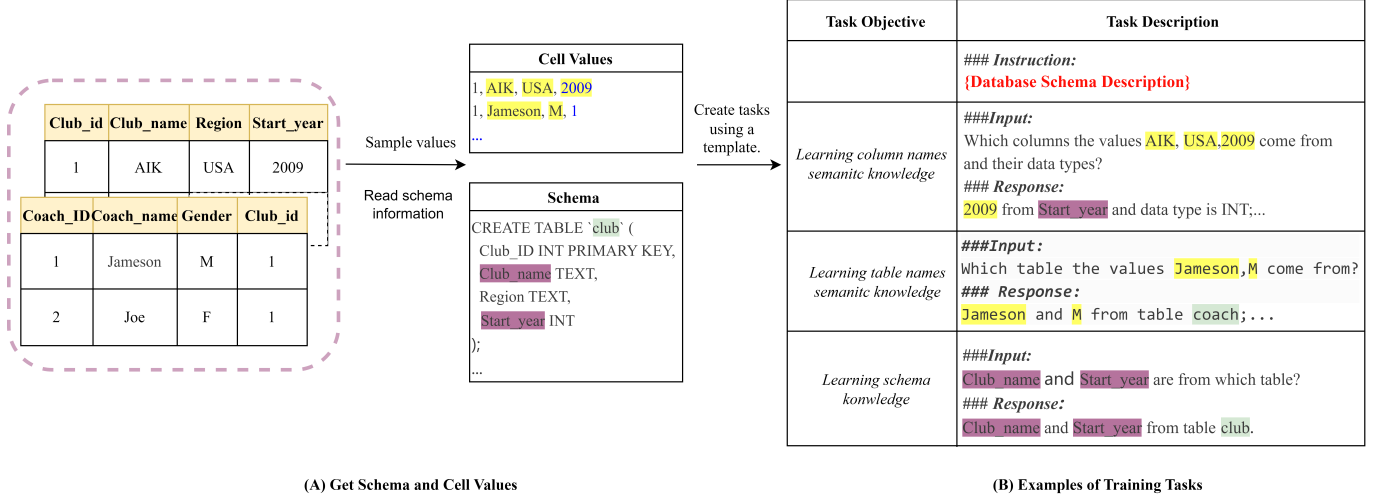 Club_id Club_name Region Start_year
1 AIK USA 2009
Coach_ID Coach_name Gender Club_id
1 Jameson M 1
2 Joe F 1
Sample values
Read schema
information
Cell Values
1, AIK, USA, 2009
1, Jameson, M, 1
...
Schema
CREATE TABLE `club` (
Club_ID INT PRIMARY KEY,
Club_name TEXT,
Region TEXT,
Start_year INT
);
...
Create tasks
using a
template.
(A) Get Schema and Cell Values
Task Objective Task Description
### Instruction:
{Database Schema Description}
Learning column names
semanitc knowledge
###Input:
Which columns the values AIK, USA,2009 come from
and their data types?
### Response:
2009 from Start_year and data type is INT;...
Learning table names
semanitc knowledge
###Input:
Which table the values Jameson,M come from?
### Response:
Jameson and M from table coach;...
Learning schema
konwledge
###Input:
Club_name and Start_year are from which table?
### Response:
Club_name and Start_year from table club.
(B) Examples of Training Tasks